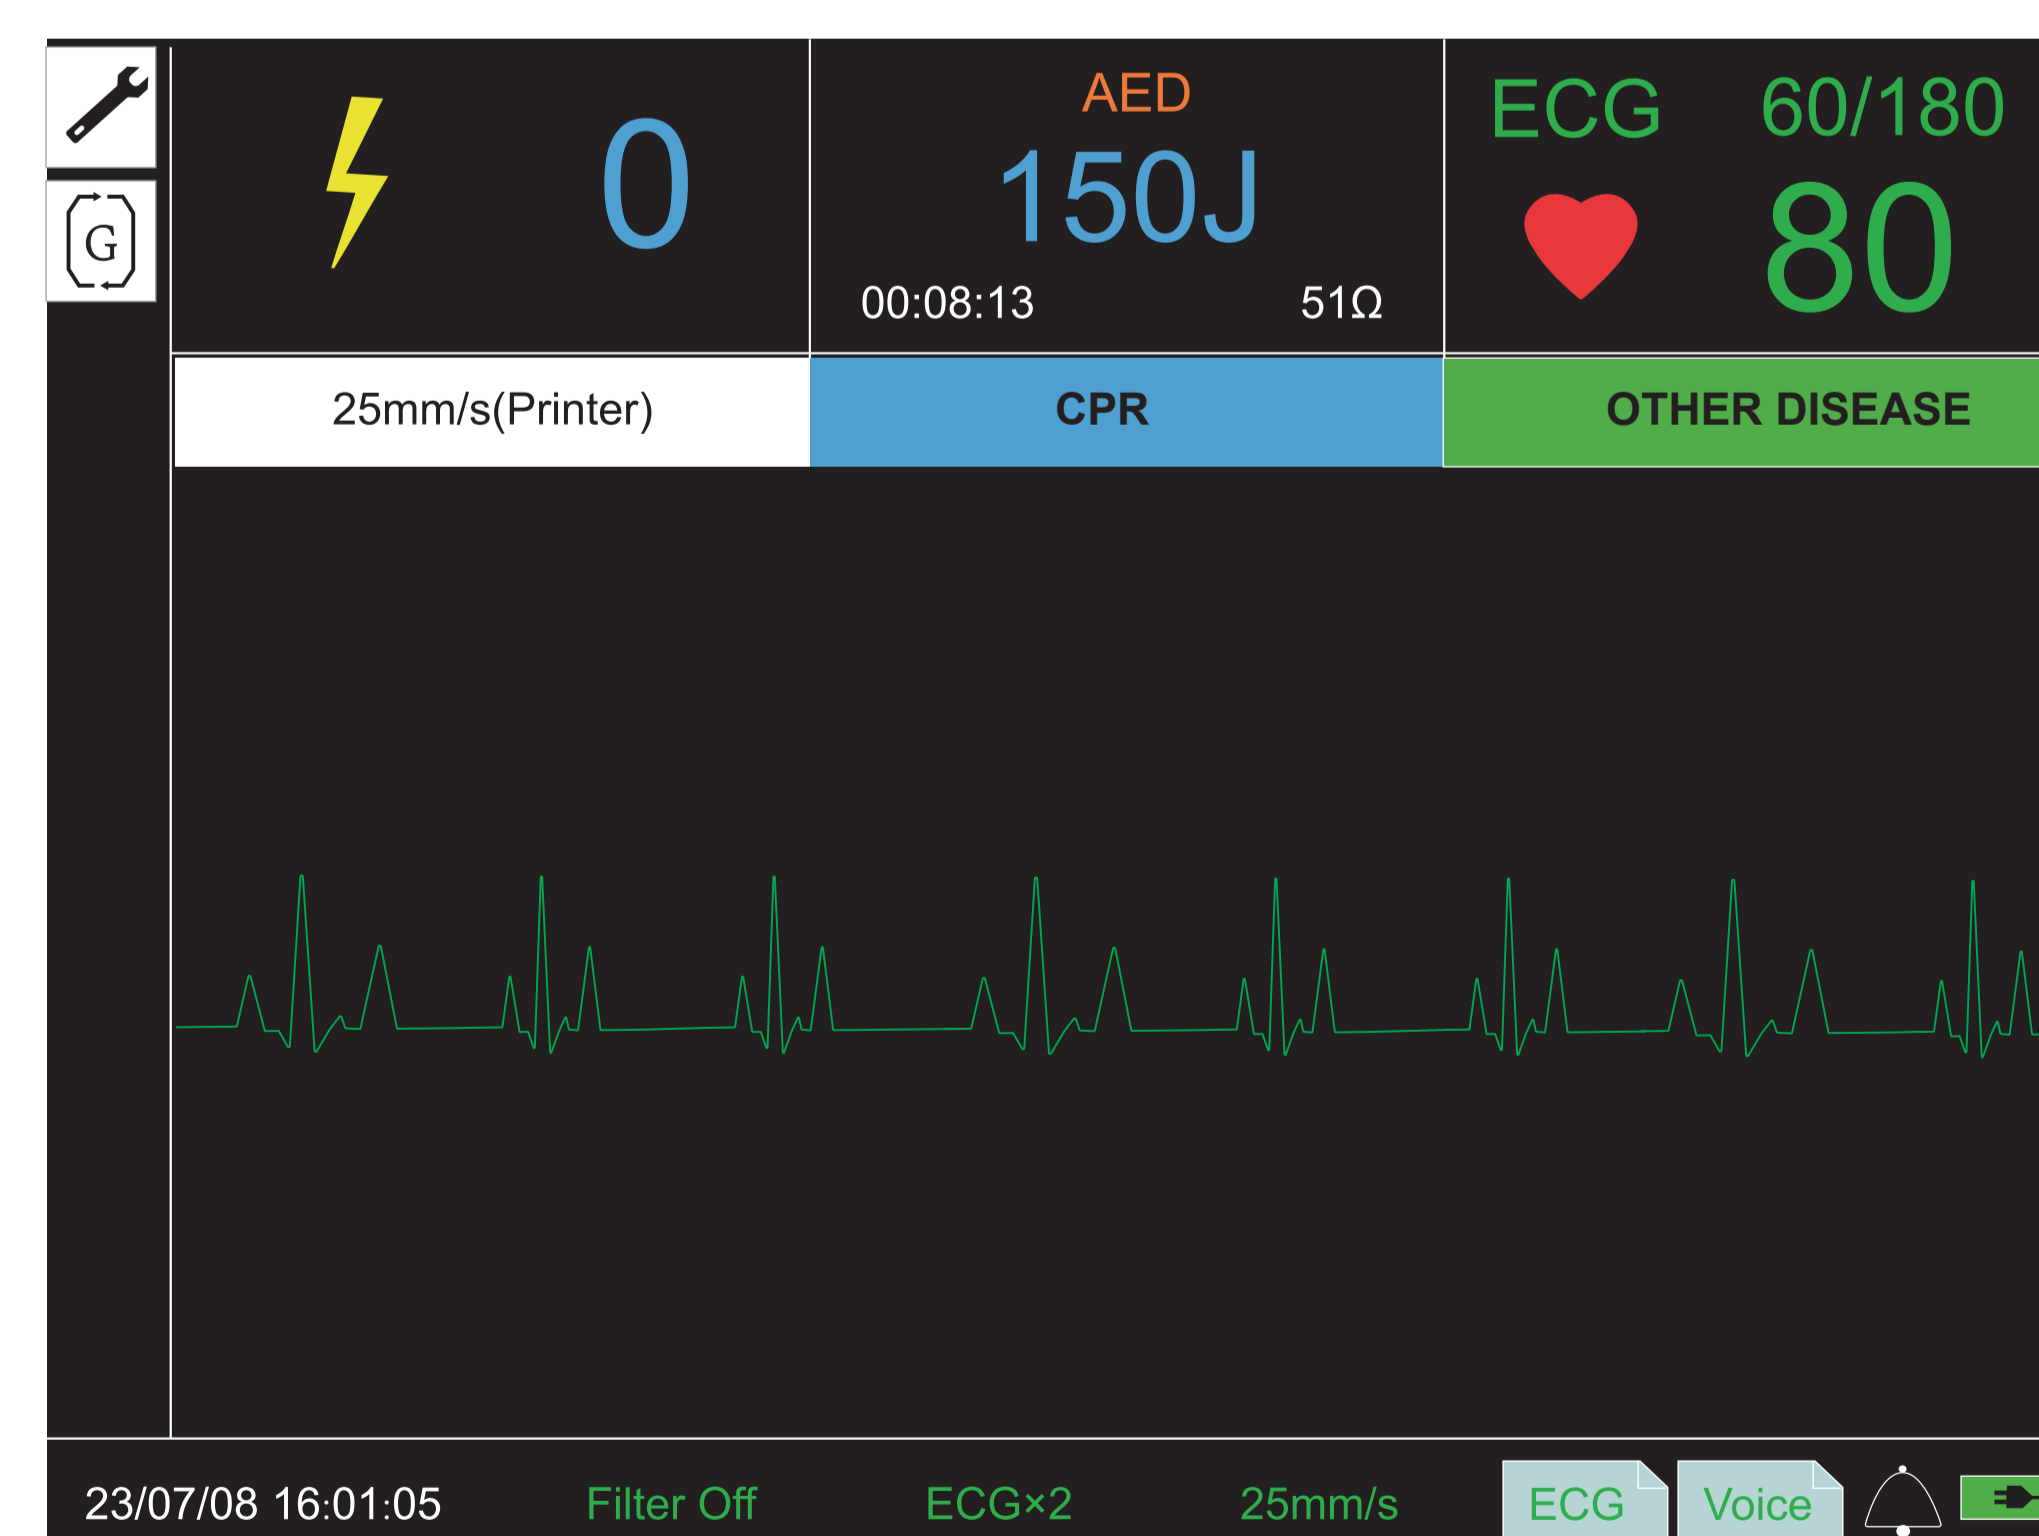 G
0
AED
150J
00:08:13 51Ω
ECG 60/180
80
25mm/s(Printer)
CPR
OTHER DISEASE
23/07/08 16:01:05
Filter Off
ECG×2
25mm/s
ECG
Voice